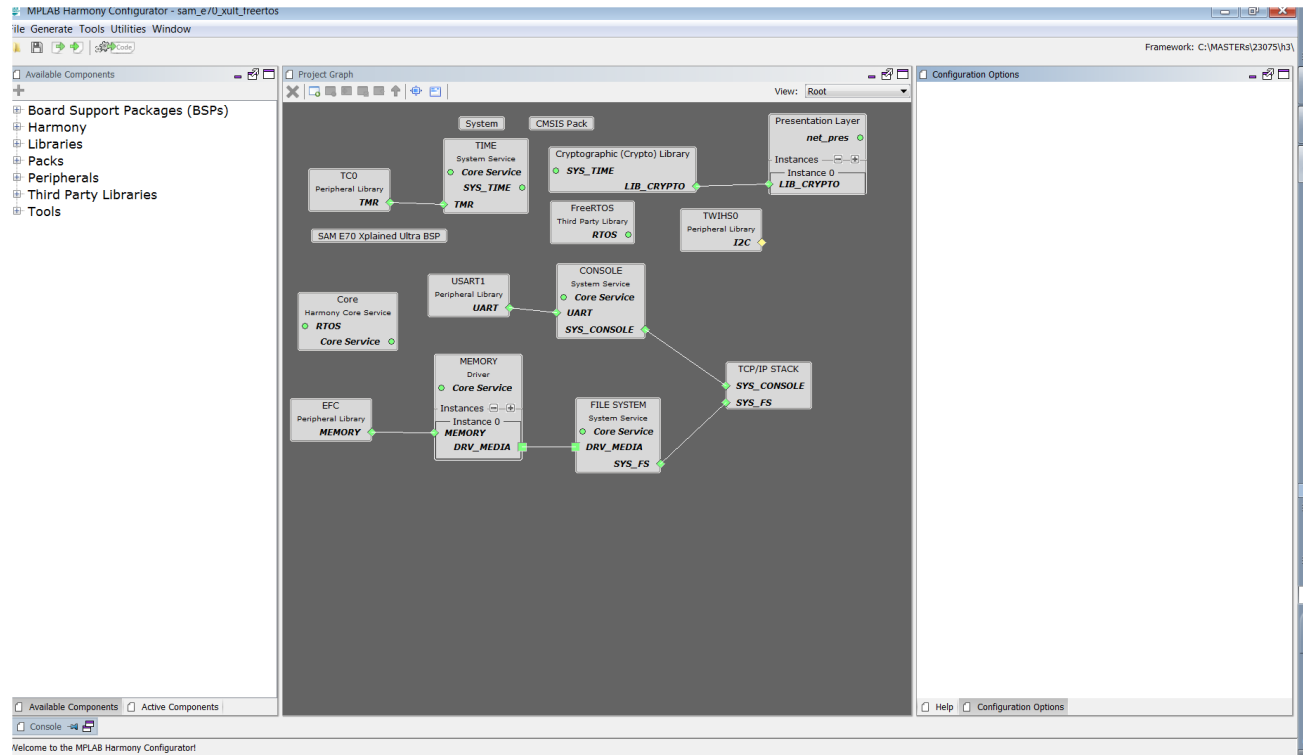 MPLAB Harmony Configurator - sam_e70_xult_freertos
ile Generate Tools Utilities Window
Code
Framework: C:\MASTERs\23075\h3\
Available Components
Board Support Packages (BSPs)
Harmony
Libraries
Packs
Peripherals
Third Party Libraries
Tools
Available Components
Active Components
Project Graph
View: Root
System
CMSIS Pack
TIME
System Service
Core Service
SYS_TIME
TMR
TC0
Peripheral Library
TMR
SAM E70 Xplained Ultra BSP
Cryptographic (Crypto) Library
SYS_TIME
LIB_CRYPTO
Presentation Layer
net_pres
Instances
Instance 0
LIB_CRYPTO
FreeRTOS
Third Party Library
RTOS
TWIHS0
Peripheral Library
I2C
USART1
Peripheral Library
UART
CONSOLE
System Service
Core Service
UART
SYS_CONSOLE
Core
Harmony Core Service
RTOS
Core Service
MEMORY
Driver
Core Service
Instances
Instance 0
MEMORY
DRV_MEDIA
EFC
Peripheral Library
MEMORY
FILE SYSTEM
System Service
Core Service
DRV_MEDIA
SYS_FS
TCP/IP STACK
SYS_CONSOLE
SYS_FS
Configuration Options
Help
Configuration Options
Console
Welcome to the MPLAB Harmony Configurator!